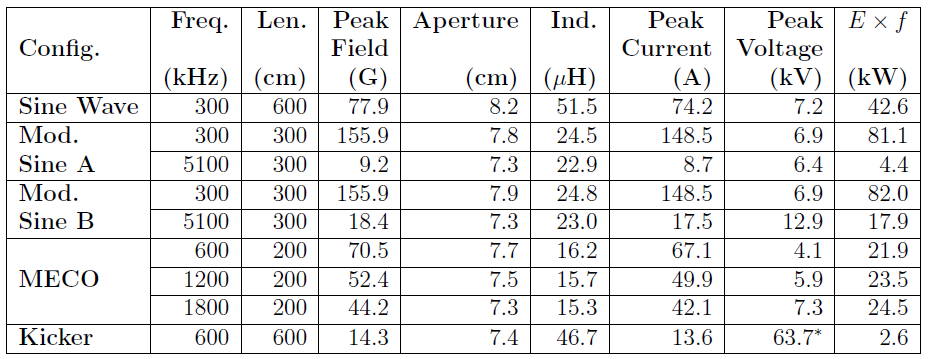 Freq. Len. Peak Aperture Ind. Peak Peak E × f
Config. Field Current Voltage
(kHz) (cm) (G) (cm) (μH) (A) (kV) (kW)
Sine Wave 300 600 77.9 8.2 51.5 74.2 7.2 42.6
Mod. 300 300 155.9 7.8 24.5 148.5 6.9 81.1
Sine A 5100 300 9.2 7.3 22.9 8.7 6.4 4.4
Mod. 300 300 155.9 7.9 24.8 148.5 6.9 82.0
Sine B 5100 300 18.4 7.3 23.0 17.5 12.9 17.9
600 200 70.5 7.7 16.2 67.1 4.1 21.9
MECO 1200 200 52.4 7.5 15.7 49.9 5.9 23.5
1800 200 44.2 7.3 15.3 42.1 7.3 24.5
Kicker 600 600 14.3 7.4 46.7 13.6 63.7* 2.6